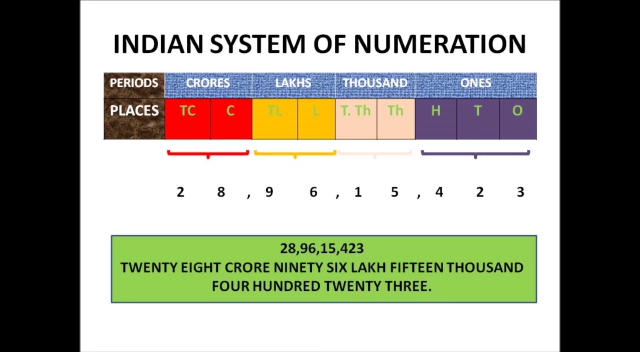 INDIAN SYSTEM OF NUMERATION
PERIODS CRORES LAKHS THOUSAND ONES
PLACES TC C TL L T. Th Th H T O
2 8 , 9 6 , 1 5 , 4 2 3
28,96,15,423
TWENTY EIGHT CRORE NINETY SIX LAKH FIFTEEN THOUSAND
FOUR HUNDRED TWENTY THREE.